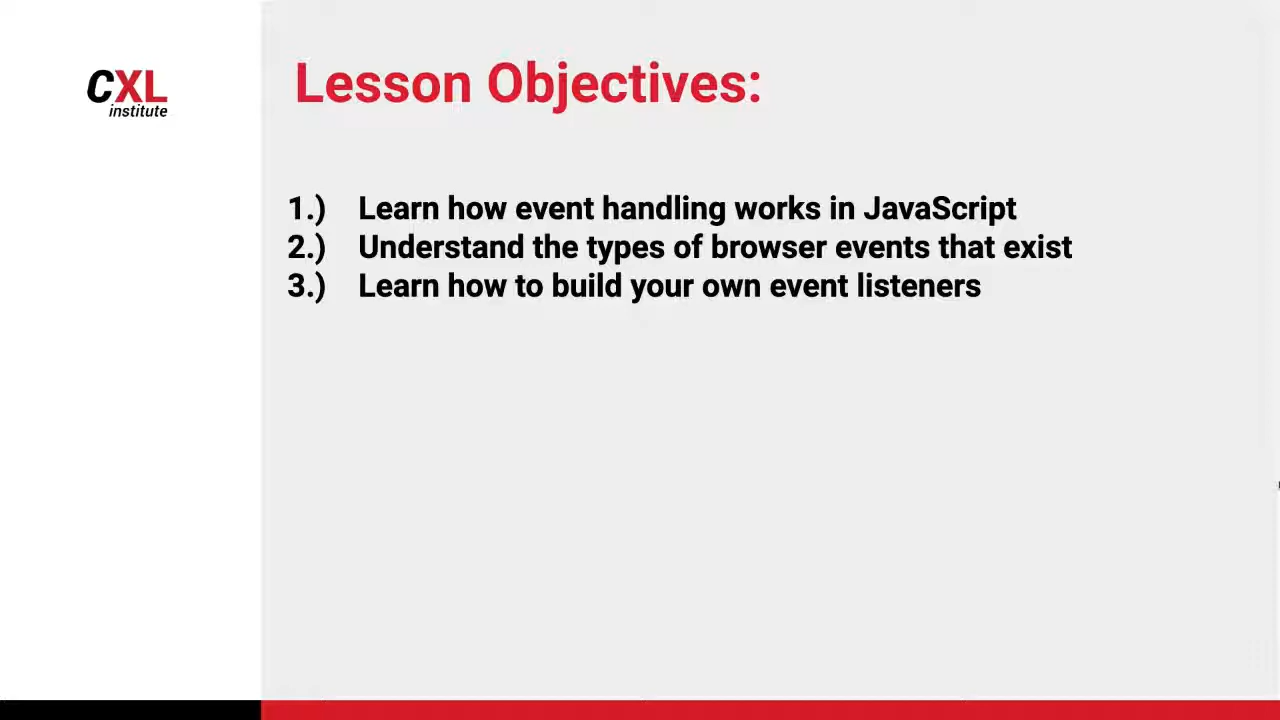 CXL
institute
Lesson Objectives:
1.) Learn how event handling works in JavaScript
2.) Understand the types of browser events that exist
3.) Learn how to build your own event listeners